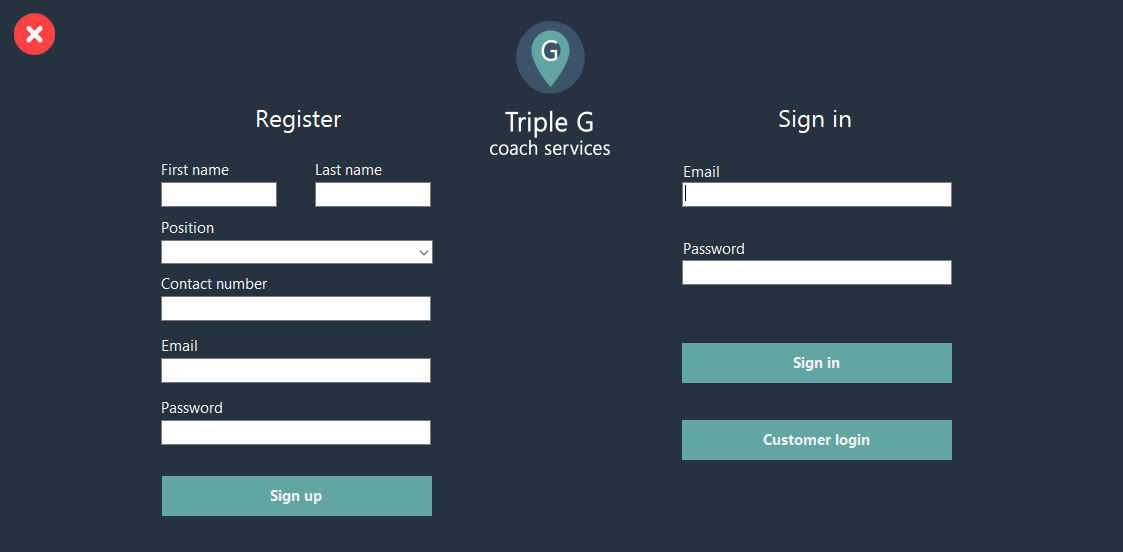 G
Triple G
coach services
Register
First name
Last name
Position
Contact number
Email
Password
Sign up
Sign in
Email
Password
Sign in
Customer login